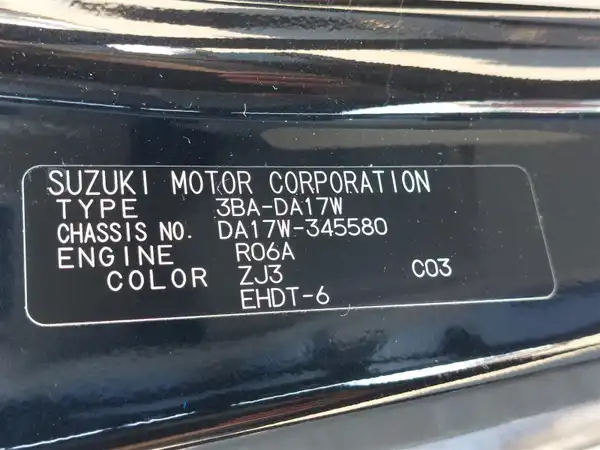 SUZUKI MOTOR CORPORATION
TYPE 3BA-DA17W
CHASSIS NO. DA17W-345580
ENGINE R06A
COLOR ZJ3 C03
EHDT-6